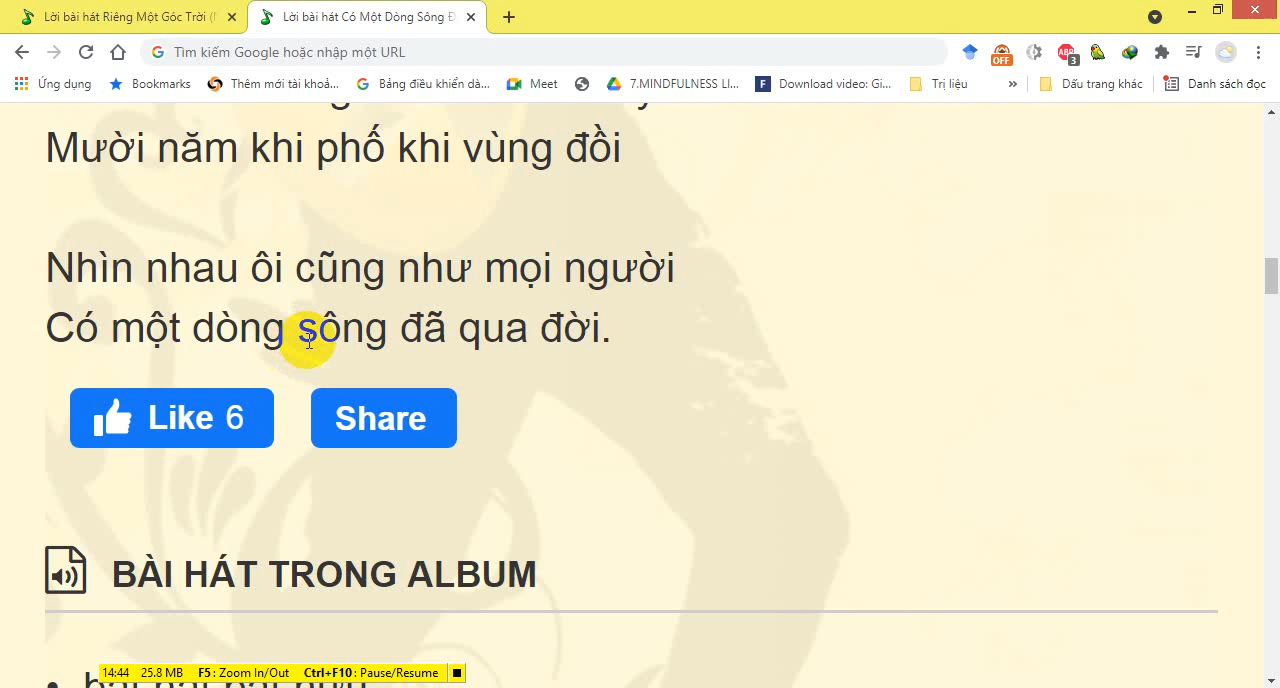 Lời bài hát Riêng Một Góc Trời (N
Lời bài hát Có Một Dòng Sông Đ
Tìm kiếm Google hoặc nhập một URL
OFF
ABP
3
Ứng dụng
Bookmarks
Thêm mới tài khoả...
Bảng điều khiển dà...
Meet
7.MINDFULNESS LI...
F
Download video: Gi...
Trị liệu
»
Dấu trang khác
Danh sách đọc
Mười năm khi phố khi vùng đồi
Nhìn nhau ôi cũng như mọi người
Có một dòng sông đã qua đời.
Like 6
Share
BÀI HÁT TRONG ALBUM
14:44 25.8 MB F5: Zoom In/Out Ctrl+F10: Pause/Resume